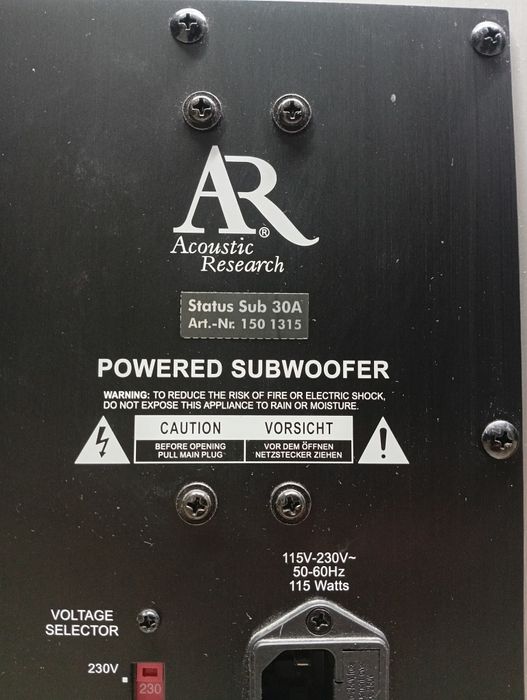 AR®
Acoustic
Research
Status Sub 30A
Art.-Nr. 150 1315
POWERED SUBWOOFER
WARNING: TO REDUCE THE RISK OF FIRE OR ELECTRIC SHOCK,
DO NOT EXPOSE THIS APPLIANCE TO RAIN OR MOISTURE.
CAUTION
BEFORE OPENING
PULL MAIN PLUG
VORSICHT
VOR DEM ÖFFNEN
NETZSTECKER ZIEHEN
115V-230V~
50-60Hz
115 Watts
VOLTAGE
SELECTOR
230V
230